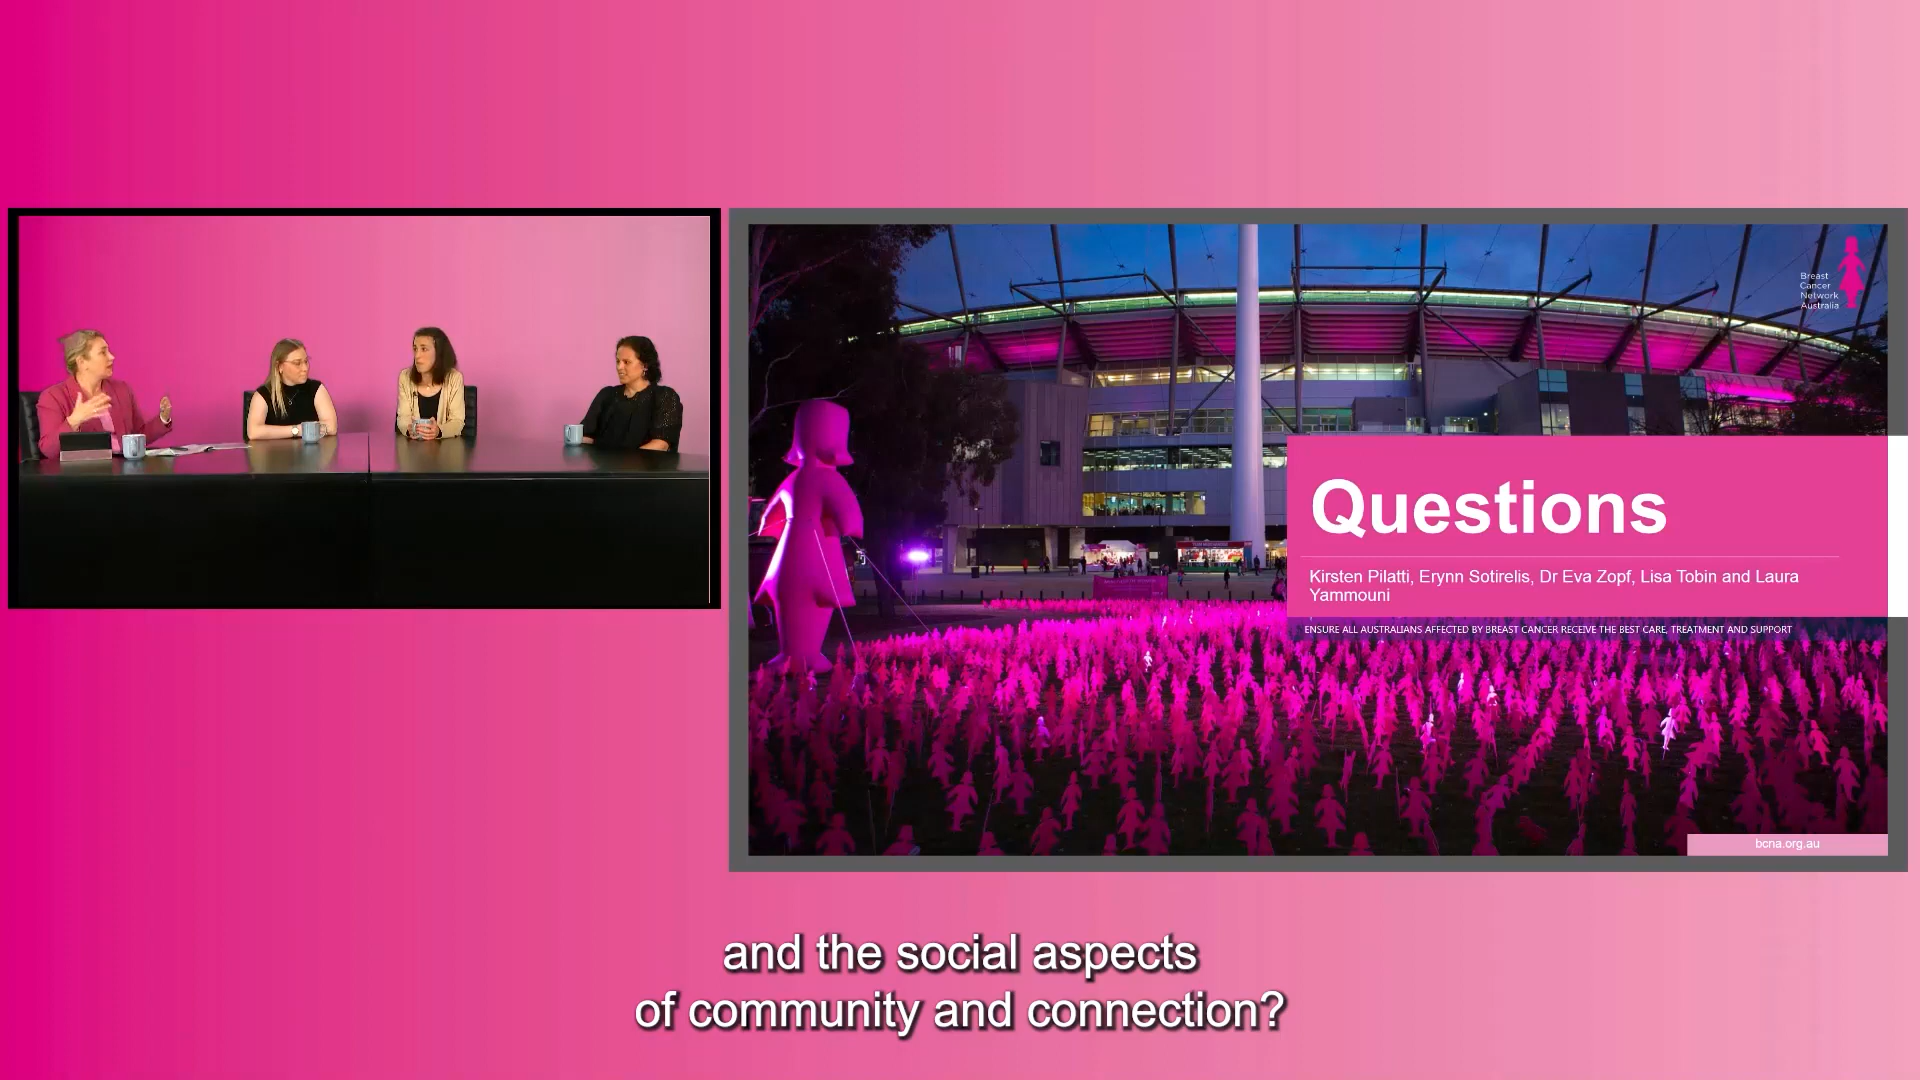 Breast
Cancer
Network
Australia
Questions
Kirsten Pilatti, Erynn Sotirelis, Dr Eva Zopf, Lisa Tobin and Laura
Yammouni
ENSURE ALL AUSTRALIANS AFFECTED BY BREAST CANCER RECEIVE THE BEST CARE, TREATMENT AND SUPPORT
bcna.org.au
and the social aspects
of community and connection?